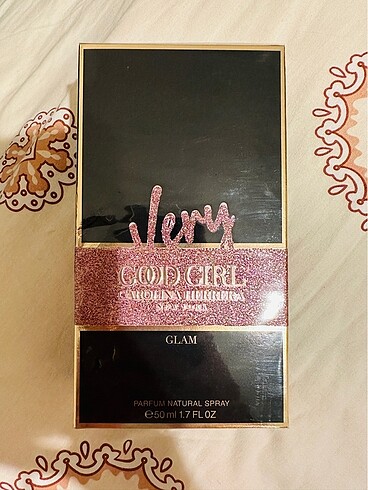 Very
GOOD GIRL
CAROLINA HERRERA
NEW YORK
GLAM
PARFUM NATURAL SPRAY
℮50 ml 1.7 FL OZ